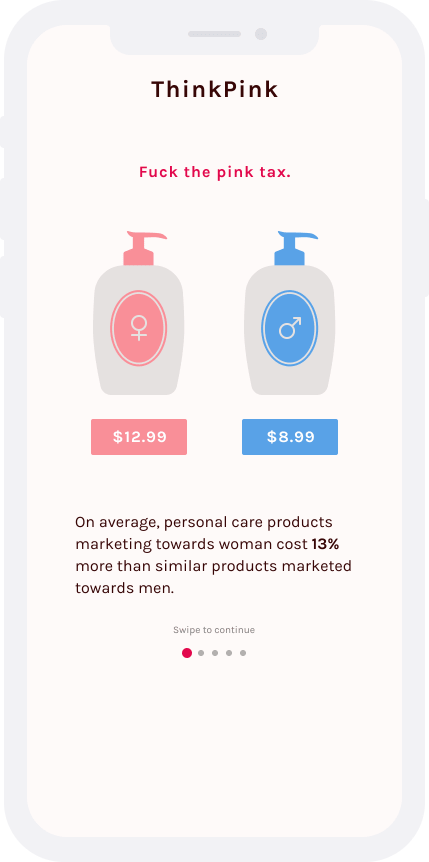 ThinkPink
Fuck the pink tax.
$12.99 $8.99
On average, personal care products
marketing towards woman cost 13%
more than similar products marketed
towards men.
Swipe to continue